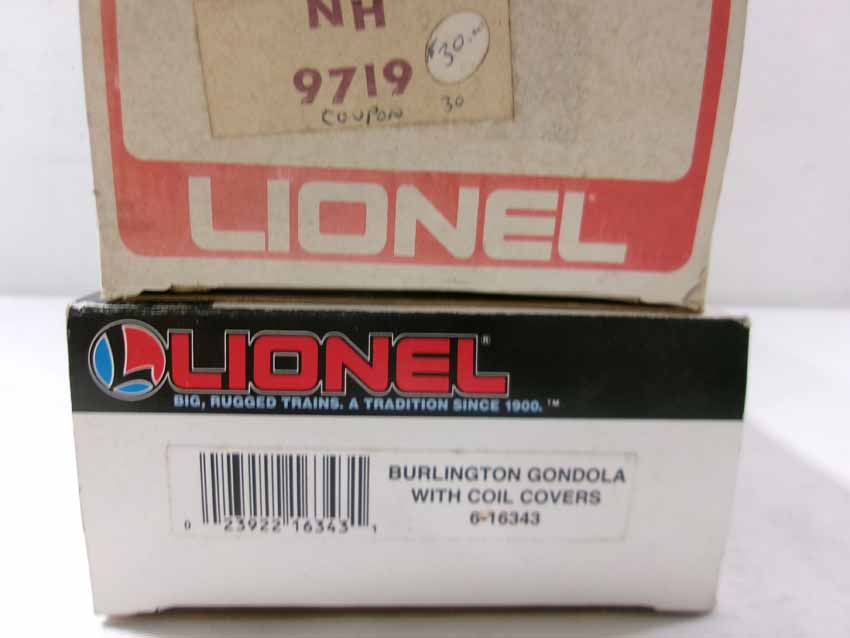 NH
$30.00
9719
COUPON 30
LIONEL
LIONEL®
BIG, RUGGED TRAINS. A TRADITION SINCE 1900.™
BURLINGTON GONDOLA
WITH COIL COVERS
6-16343
0 23922 16343 1